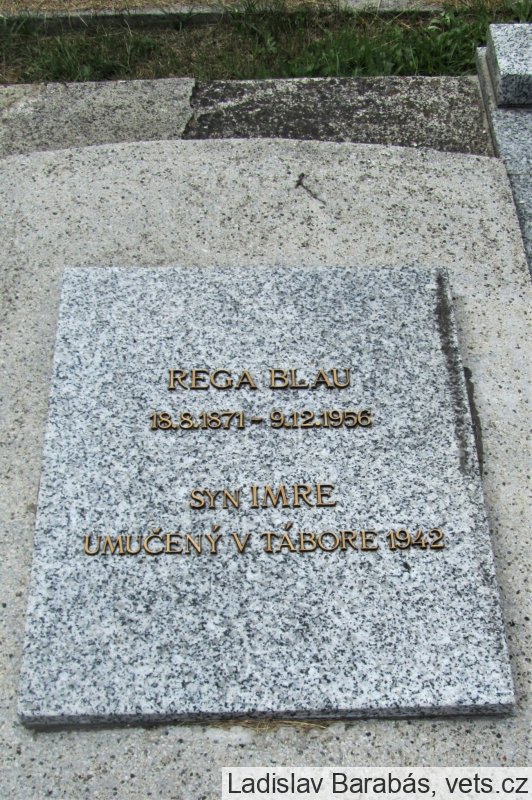 REGA BLAU
18.8.1871 - 9.12.1956
SYN IMRE
UMUČENÝ V TÁBORE 1942
Ladislav Barabás, vets.cz